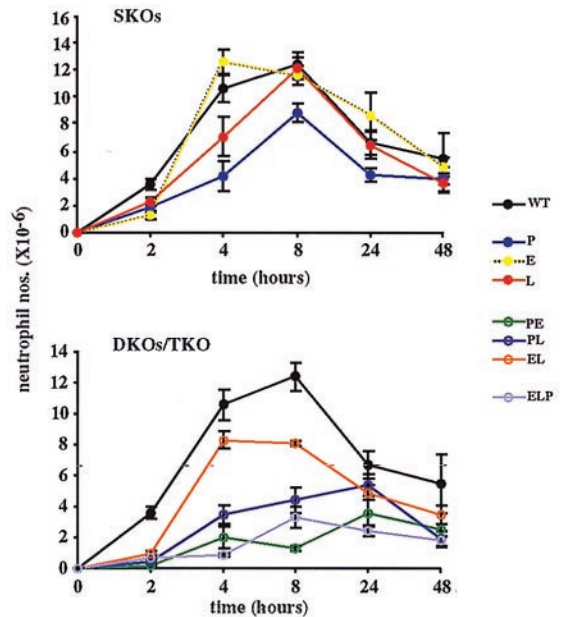 SKOs
16
14
12
10
8
6
4
2
0
0 2 4 8 24 48
time (hours)
neutrophil nos. (X10-6)
WT
P
E
L
PE
PL
EL
ELP
DKOs/TKO
14
12
10
8
6
4
2
0
0 2 4 8 24 48
time (hours)